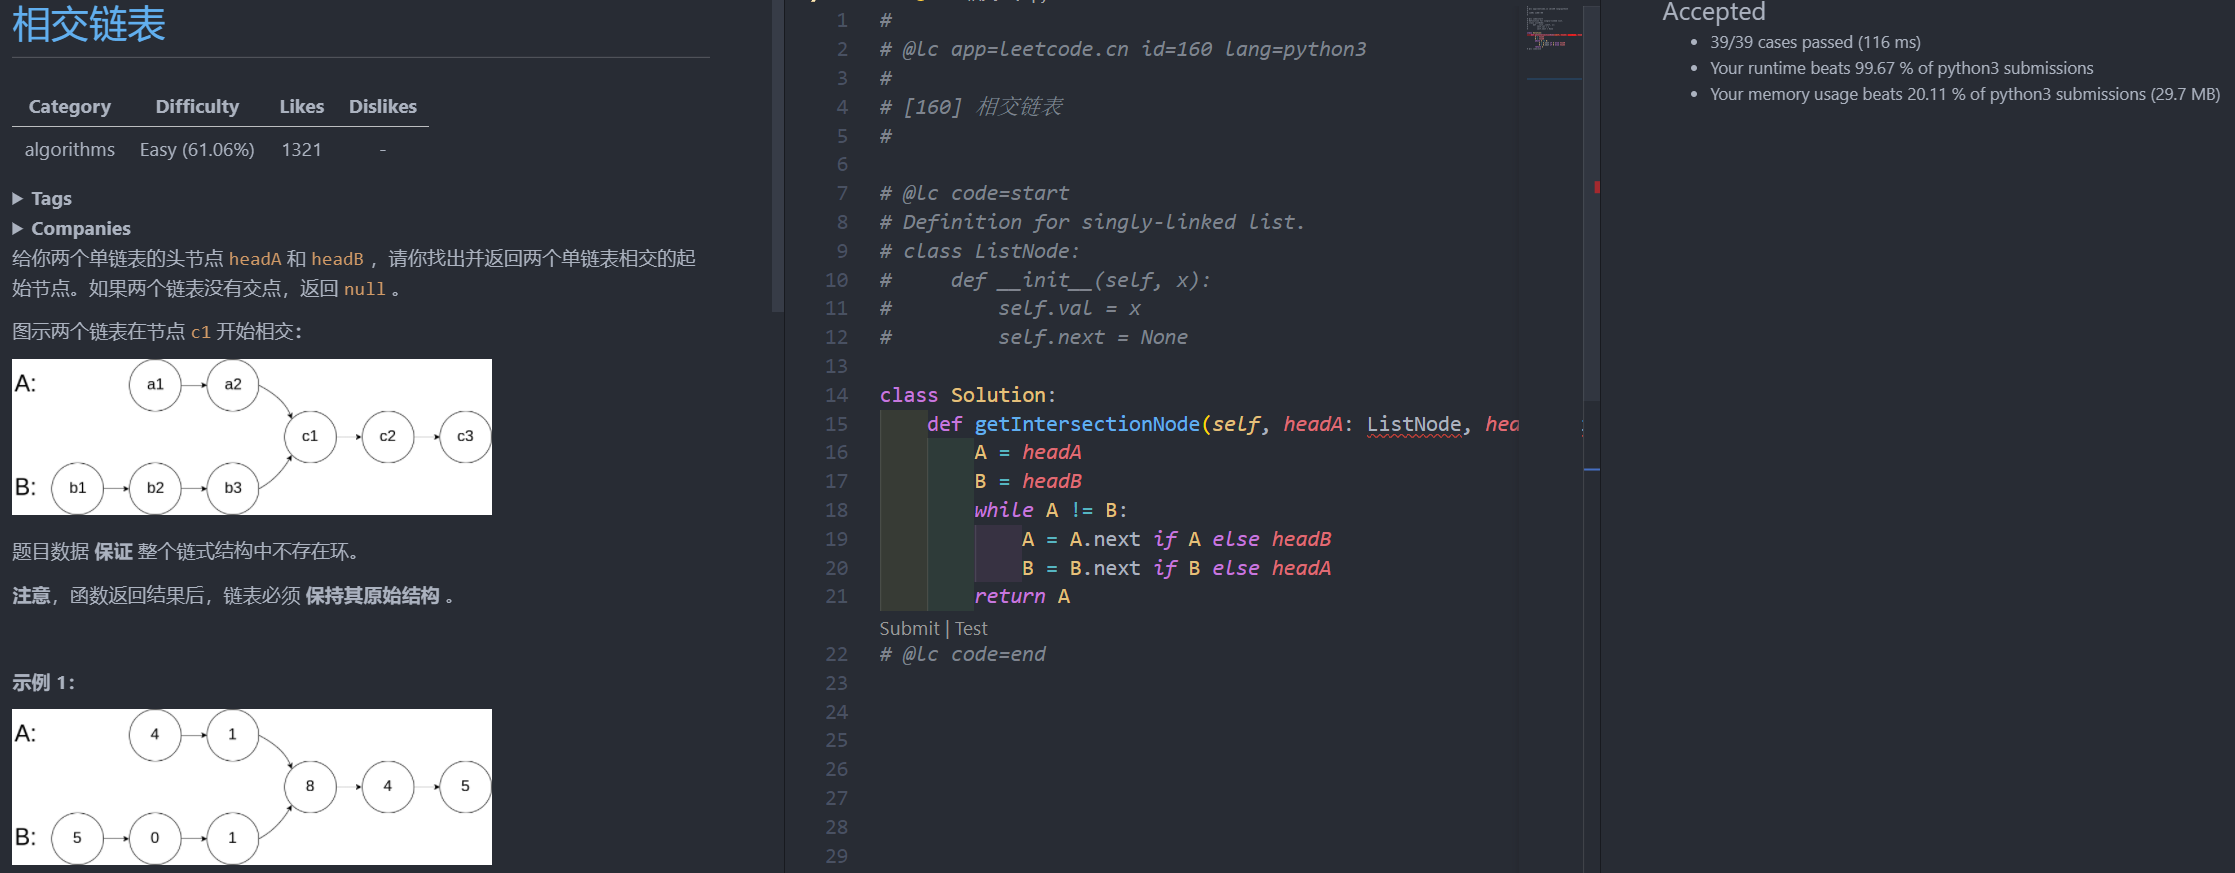 相交链表
Category Difficulty Likes Dislikes
algorithms Easy (61.06%) 1321 -
Tags
Companies
给你两个单链表的头节点 headA 和 headB ，请你找出并返回两个单链表相交的起
始节点。如果两个链表没有交点，返回 null 。
图示两个链表在节点 c1 开始相交：
A: a1 a2
c1 c2 c3
B: b1 b2 b3
题目数据 保证 整个链式结构中不存在环。
注意，函数返回结果后，链表必须 保持其原始结构 。
示例 1：
A: 4 1
8 4 5
B: 5 0 1
1 #
2 # @lc app=leetcode.cn id=160 lang=python3
3 #
4 # [160] 相交链表
5 #
6
7 # @lc code=start
8 # Definition for singly-linked list.
9 # class ListNode:
10 #     def __init__(self, x):
11 #         self.val = x
12 #         self.next = None
13
14 class Solution:
15     def getIntersectionNode(self, headA: ListNode, hea
16         A = headA
17         B = headB
18         while A != B:
19             A = A.next if A else headB
20             B = B.next if B else headA
21         return A
Submit | Test
22 # @lc code=end
23
24
25
26
27
28
29
Accepted
• 39/39 cases passed (116 ms)
• Your runtime beats 99.67 % of python3 submissions
• Your memory usage beats 20.11 % of python3 submissions (29.7 MB)